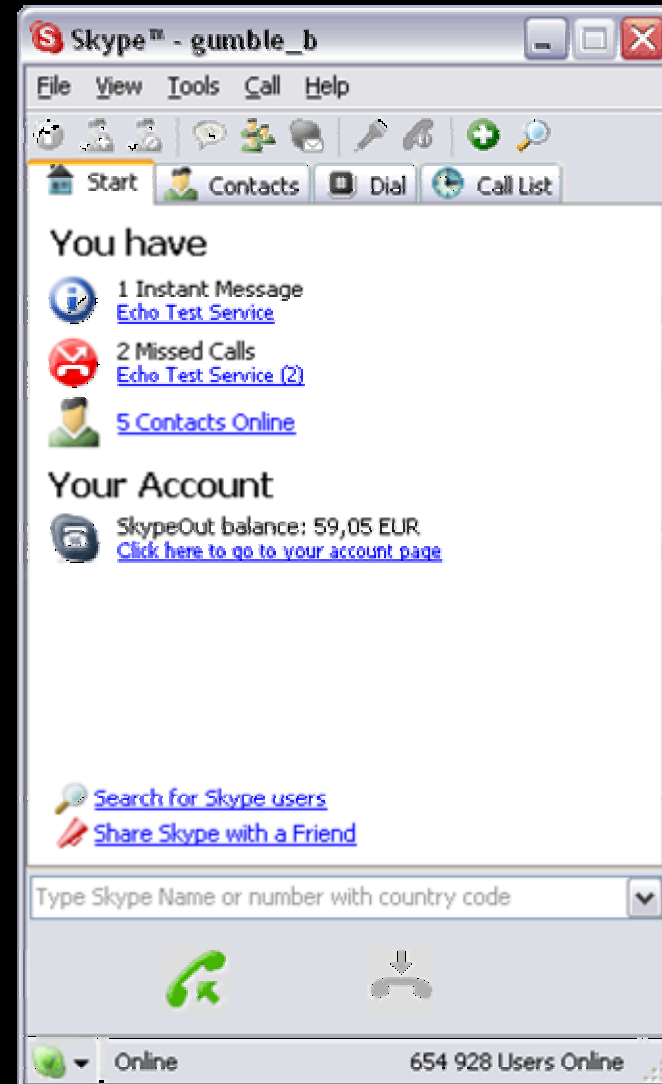 Skype™ - gumble_b
File View Tools Call Help
Start Contacts Dial Call List
You have
1 Instant Message
Echo Test Service
2 Missed Calls
Echo Test Service (2)
5 Contacts Online
Your Account
SkypeOut balance: 59,05 EUR
Click here to go to your account page
Search for Skype users
Share Skype with a Friend
Type Skype Name or number with country code
Online 654 928 Users Online